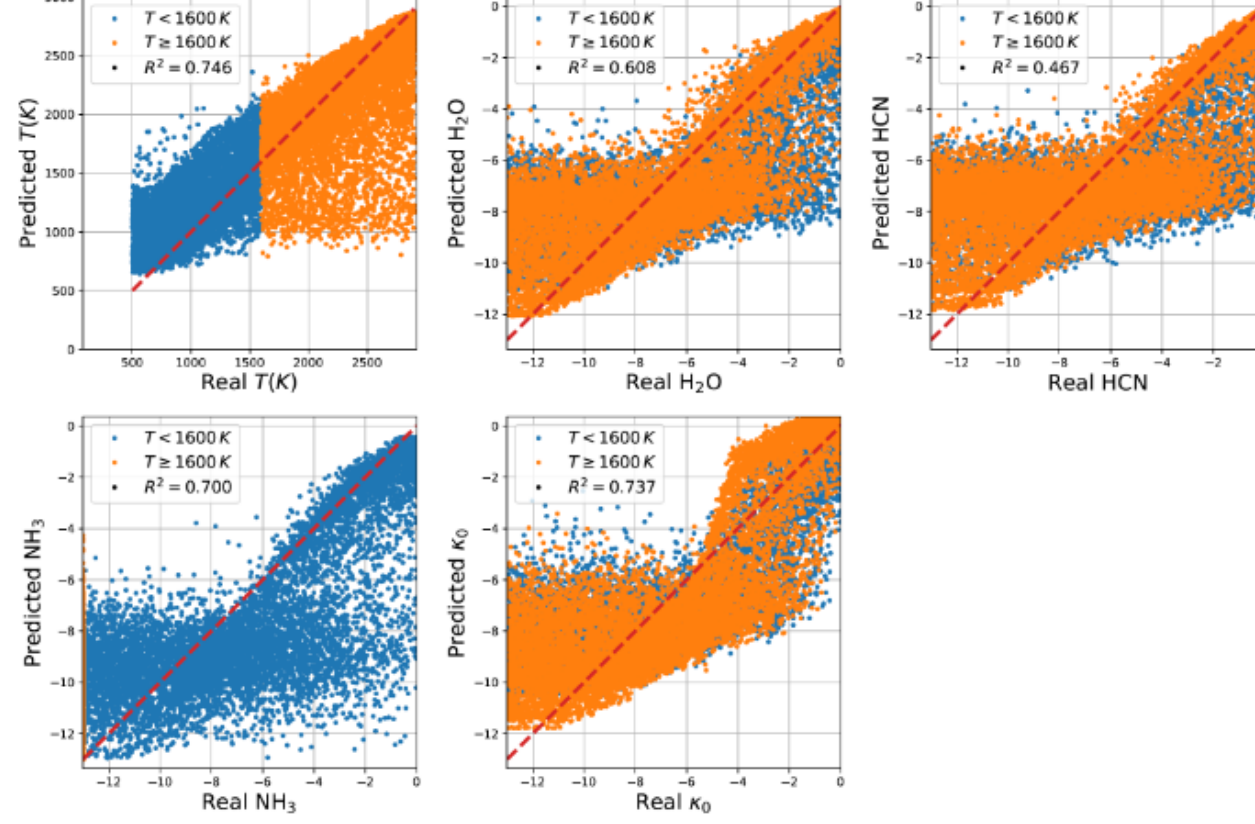 T < 1600 K
T ≥ 1600 K
R² = 0.746
2500
2000
1500
1000
500
0
500 1000 1500 2000 2500
Predicted T(K)
Real T(K)
T < 1600 K
T ≥ 1600 K
R² = 0.608
0
−2
−4
−6
−8
−10
−12
−12 −10 −8 −6 −4 −2 0
Predicted H₂O
Real H₂O
T < 1600 K
T ≥ 1600 K
R² = 0.467
0
−2
−4
−6
−8
−10
−12
−12 −10 −8 −6 −4 −2
Predicted HCN
Real HCN
T < 1600 K
T ≥ 1600 K
R² = 0.700
0
−2
−4
−6
−8
−10
−12
−12 −10 −8 −6 −4 −2 0
Predicted NH₃
Real NH₃
T < 1600 K
T ≥ 1600 K
R² = 0.737
0
−2
−4
−6
−8
−10
−12
−12 −10 −8 −6 −4 −2 0
Predicted κ₀
Real κ₀